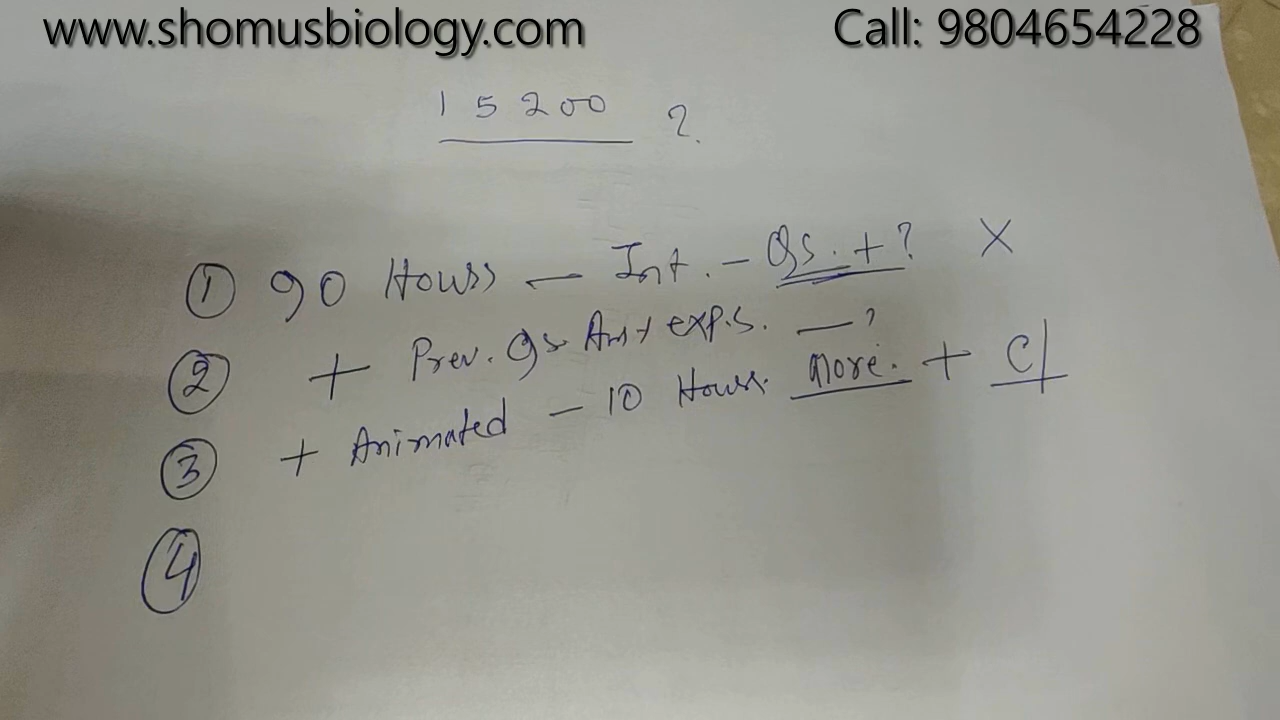 www.shomusbiology.com Call: 9804654228
15200 ?
① 90 Hours — Int. - Qs. + ? X
② + Prev. Qs Ans exp.s. — ?
③ + Animated — 10 Hours. More. +
④